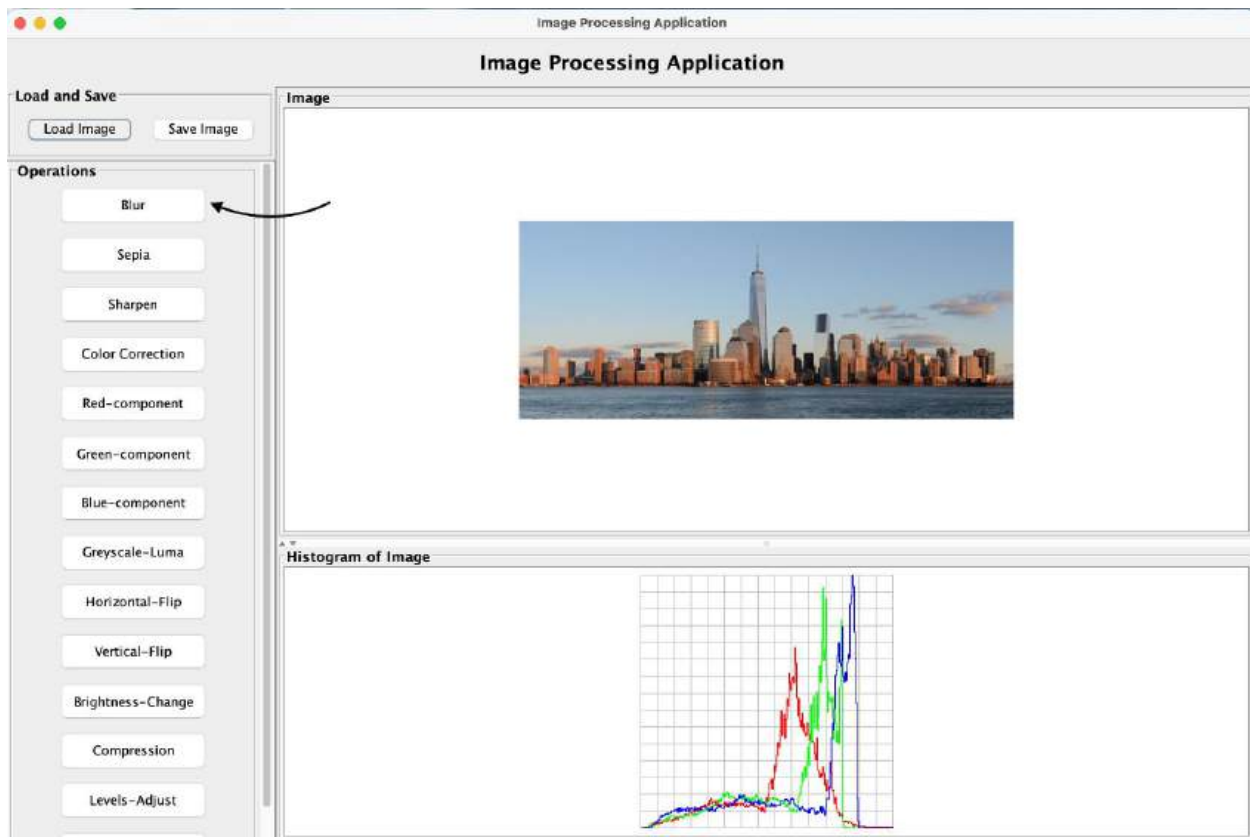 Image Processing Application
Image Processing Application
Load and Save
Load Image Save Image
Operations
Blur
Sepia
Sharpen
Color Correction
Red-component
Green-component
Blue-component
Greyscale-Luma
Horizontal-Flip
Vertical-Flip
Brightness-Change
Compression
Levels-Adjust
Image
Histogram of Image